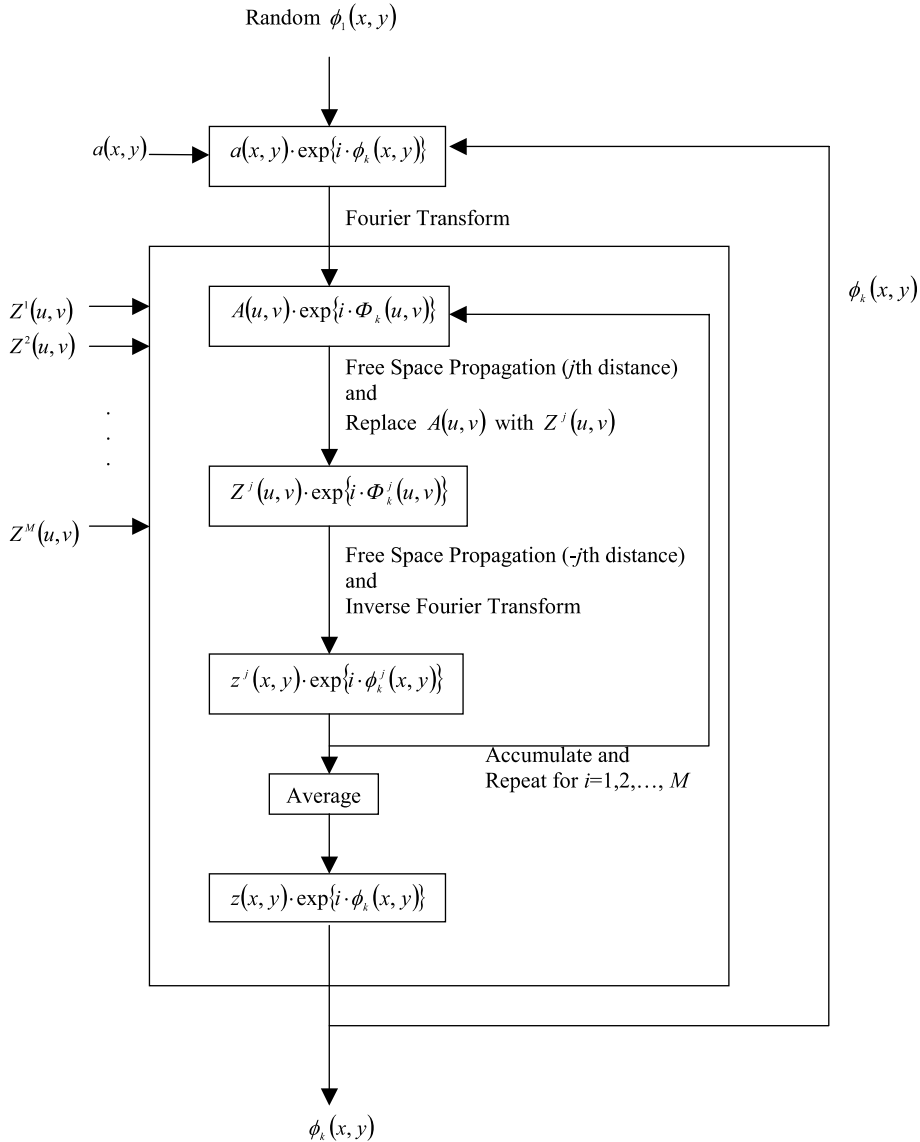 Random ϕ₁(x, y)
a(x, y)
a(x, y)·exp{i·ϕₖ(x, y)}
Fourier Transform
ϕₖ(x, y)
Z¹(u, v)
Z²(u, v)
.
.
.
Zᴹ(u, v)
A(u, v)·exp{i·Φₖ(u, v)}
Free Space Propagation (jth distance)
and
Replace A(u, v) with Zʲ(u, v)
Zʲ(u, v)·exp{i·Φₖʲ(u, v)}
Free Space Propagation (-jth distance)
and
Inverse Fourier Transform
zʲ(x, y)·exp{i·ϕₖʲ(x, y)}
Accumulate and
Repeat for i=1,2,…, M
Average
z(x, y)·exp{i·ϕₖ(x, y)}
ϕₖ(x, y)